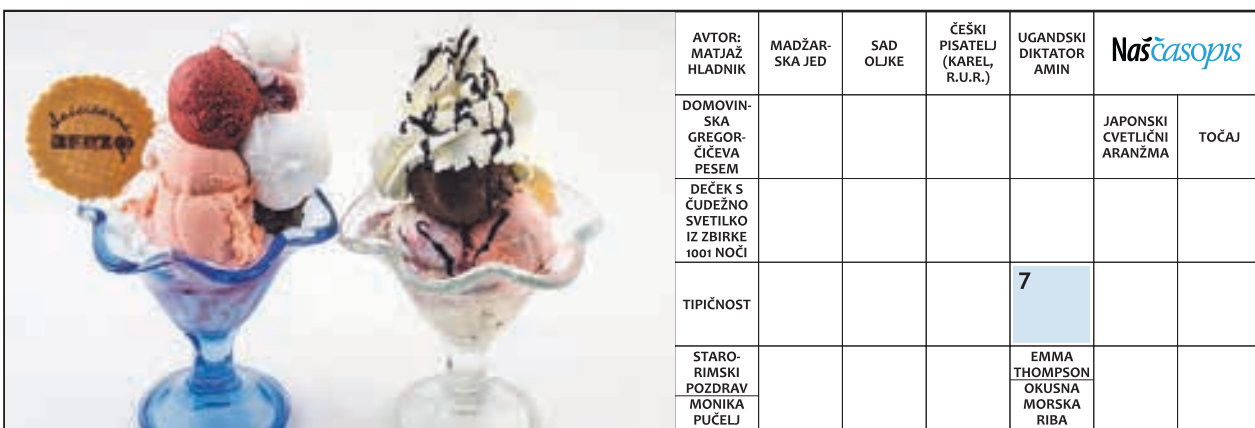 AVTOR:
MATJAŽ
HLADNIK
MADŽAR-
SKA JED
SAD
OLJKE
ČEŠKI
PISATELJ
(KAREL,
R.U.R.)
UGANDSKI
DIKTATOR
AMIN
Naščasopis
DOMOVIN-
SKA
GREGOR-
ČIČEVA
PESEM
JAPONSKI
CVETLIČNI
ARANŽMA
TOČAJ
DEČEK S
ČUDEŽNO
SVETILKO
IZ ZBIRKE
1001 NOČI
TIPIČNOST
7
STARO-
RIMSKI
POZDRAV
MONIKA
PUČELJ
EMMA
THOMPSON
OKUSNA
MORSKA
RIBA